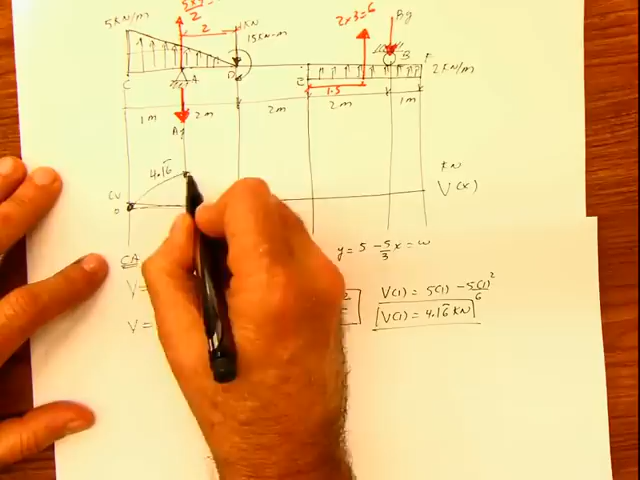 5KN/m
2
2
4KN
15KN-m
2x3=6
By
A
D
B
F
C
E
2KN/m
1.5
1m
2m
2m
2m
1m
Ay
4.16̄
CV
0
KN
V(x)
CA
y = 5 - 5/3 x = w
V =
V(1) = 5(1) - 5(1)²/6
V =
V(1) = 4.16̄ KN